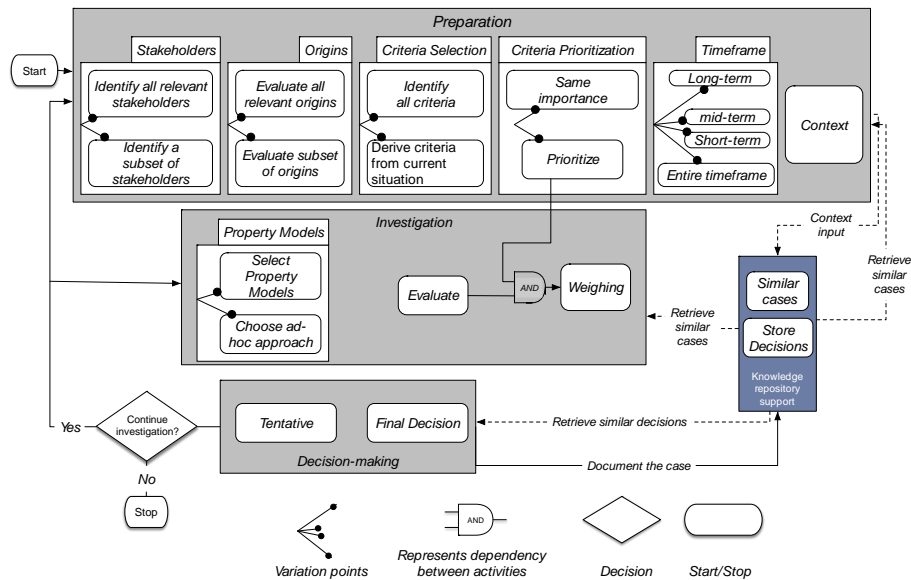 Preparation
Start
Stakeholders
Identify all relevant
stakeholders
Identify a
subset of
stakeholders
Origins
Evaluate all
relevant origins
Evaluate subset
of origins
Criteria Selection
Identify
all criteria
Derive criteria
from current
situation
Criteria Prioritization
Same
importance
Prioritize
Timeframe
Long-term
mid-term
Short-term
Entire timeframe
Context
Investigation
Property Models
Select
Property
Models
Choose ad-
hoc approach
Evaluate
AND
Weighing
Context
input
Retrieve
similar
cases
Retrieve
similar
cases
Similar
cases
Store
Decisions
Knowledge
repository
support
Yes
Continue
investigation?
No
Stop
Tentative
Final Decision
Decision-making
Retrieve similar decisions
Document the case
Variation points
AND
Represents dependency
between activities
Decision
Start/Stop